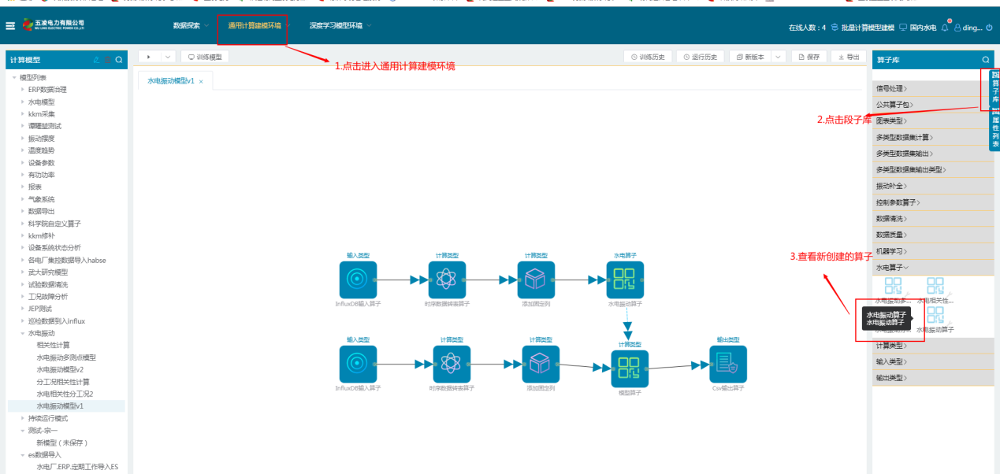 五凌电力有限公司
WU LING ELECTRIC POWER CO.,LTD
数据探索
通用计算建模环境
深度学习模型环境
在线人数：4
批量计算模型建模
国内水电
ding...
计算模型
训练模型
训练历史
运行历史
新版本
保存
导出
算子库
1.点击进入通用计算建模环境
水电振动模型v1 ×
模型列表
ERP数据治理
水电模型
kkm采集
谭曙堃测试
振动摆度
温度趋势
设备参数
有功功率
报表
气象系统
数据导出
科学院自定义算子
kkm修补
设备系统状态分析
各电厂集控数据导入habse
武大研究模型
试验数据清洗
工况故障分析
JEP测试
巡检数据到入influx
水电振动
相关性计算
水电振动多测点模型
水电振动模型v2
分工况相关性计算
水电相关性分工况2
水电振动模型v1
持续运行模式
测试-宗一
新模型（未保存）
es数据导入
水电厂.ERP.定期工作导入ES
输入类型
计算类型
计算类型
水电算子
InfluxDB输入算子
时序数据转表算子
添加固定列
水电振动算子
输入类型
计算类型
计算类型
计算类型
输出类型
InfluxDB输入算子
时序数据转表算子
添加固定列
模型算子
Csv输出算子
算子库
属性列表
2.点击段子库
3.查看新创建的算子
信号处理
公共算子包
图表类型
多类型数据集计算
多类型数据集输出
多类型数据集输出类型
振动补全
控制参数算子
数据清洗
数据质量
机器学习
水电算子
水电振动多...
水电相关性...
水电振动算子
水电振动算子
水电振动算子
计算类型
输入类型
输出类型